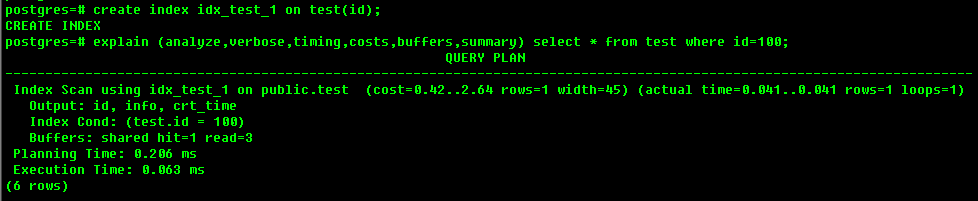 postgres=# create index idx_test_1 on test(id);
CREATE INDEX
postgres=# explain (analyze,verbose,timing,costs,buffers,summary) select * from test where id=100;
QUERY PLAN
-------------------------------------------------------------------------------------------------------------------------
Index Scan using idx_test_1 on public.test  (cost=0.42..2.64 rows=1 width=45) (actual time=0.041..0.041 rows=1 loops=1)
Output: id, info, crt_time
Index Cond: (test.id = 100)
Buffers: shared hit=1 read=3
Planning Time: 0.206 ms
Execution Time: 0.063 ms
(6 rows)